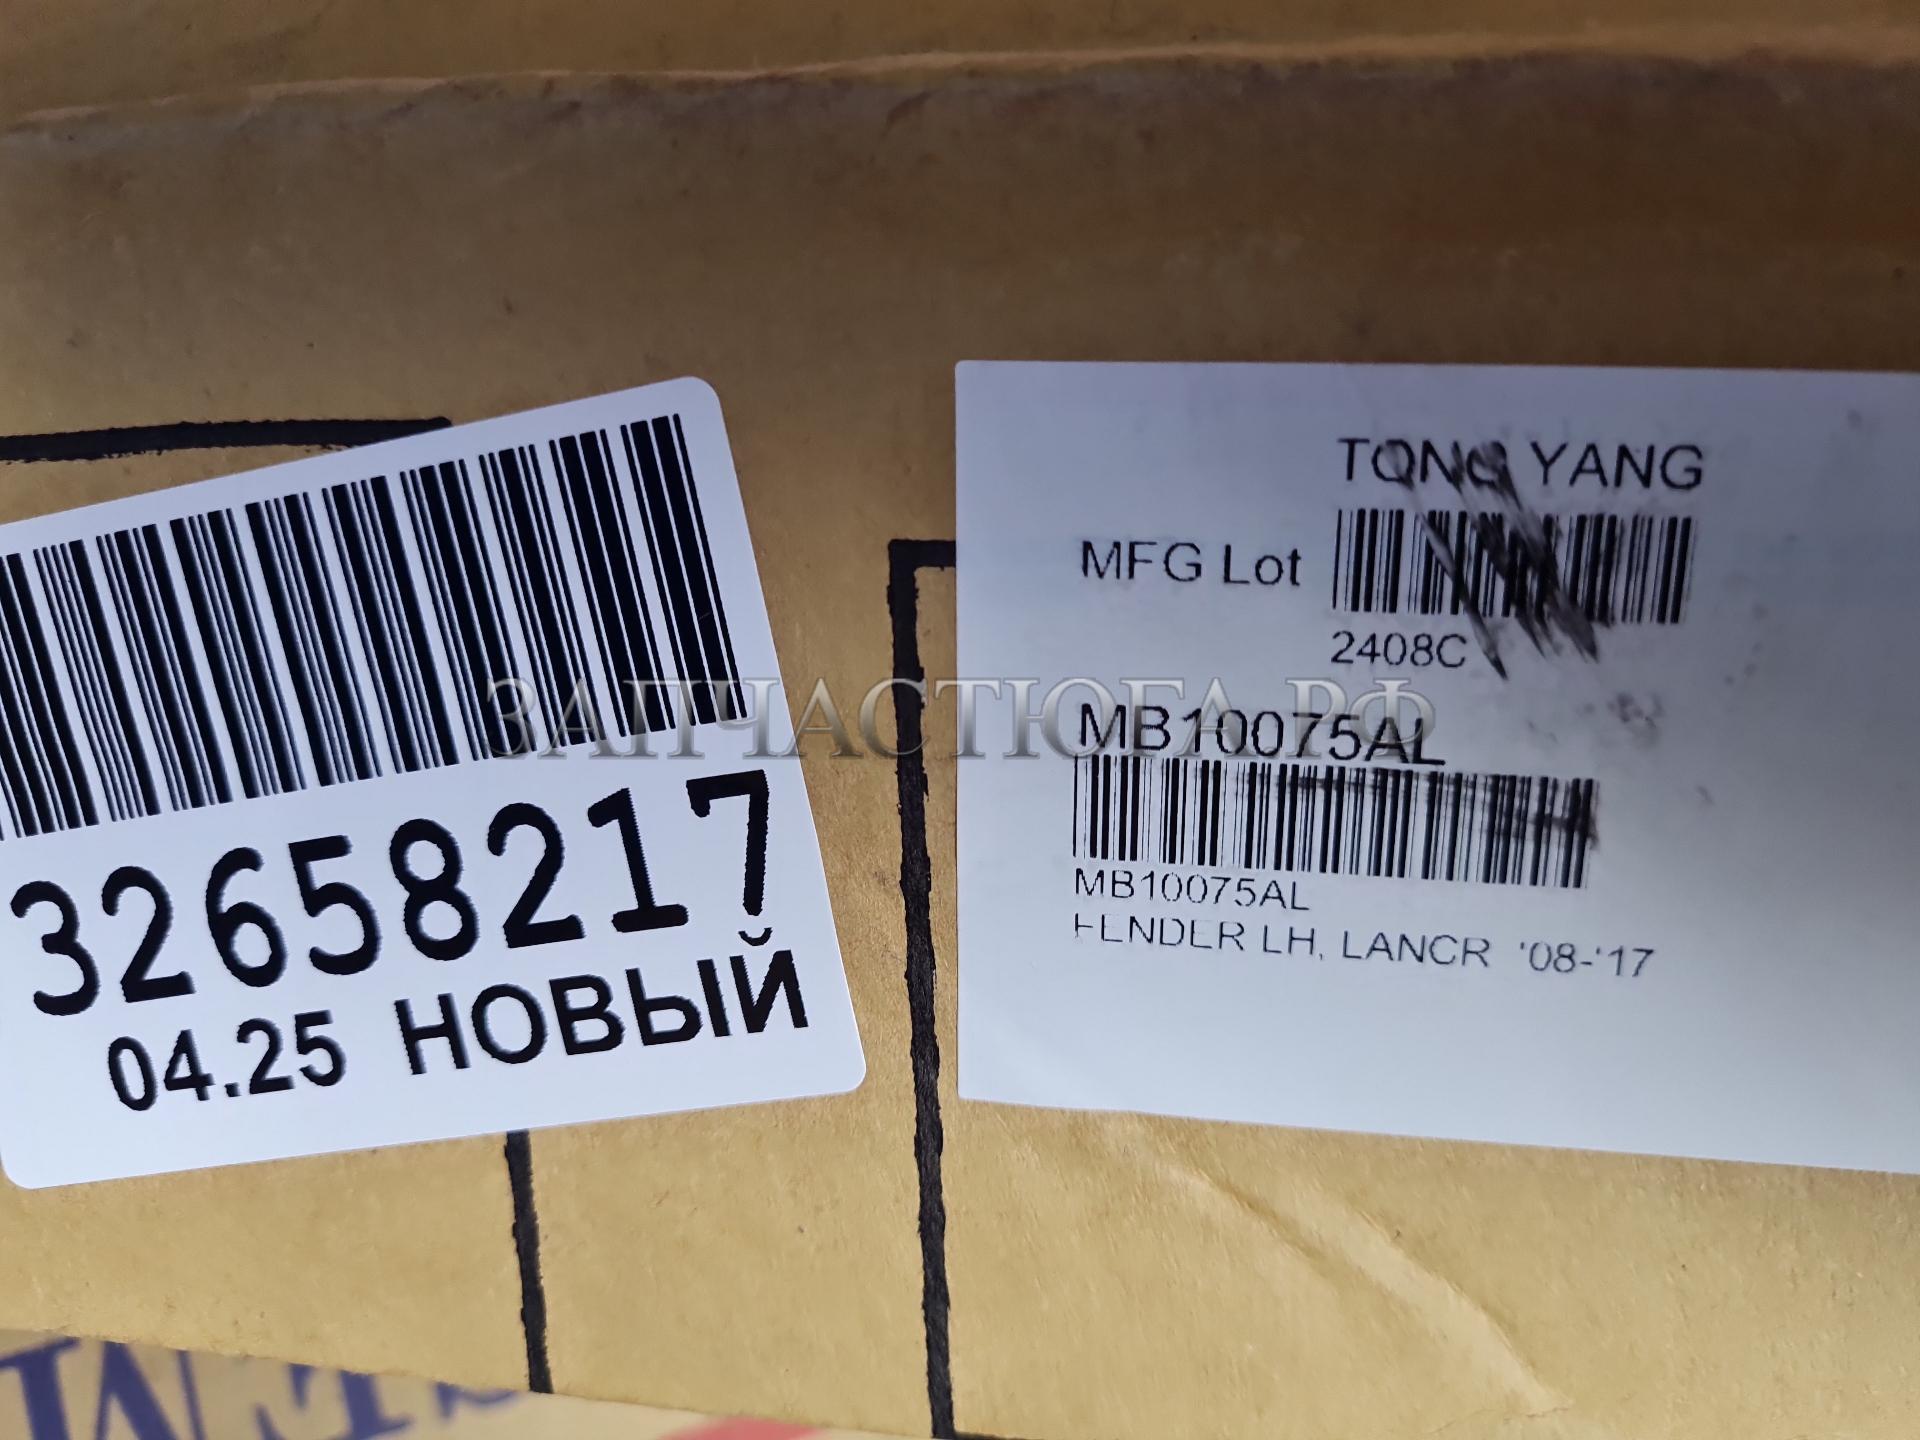 32658217
04.25 НОВЫЙ
TONG YANG
MFG Lot
2408C
MB10075AL
MB10075AL
FENDER LH, LANCR '08-'17
ЗАПЧАСТЮГА.РФ